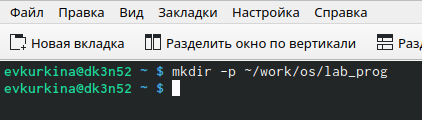 Файл Правка Вид Закладки Настройка Справка
Новая вкладка Разделить окно по вертикали
evkurkina@dk3n52 ~ $ mkdir -p ~/work/os/lab_prog
evkurkina@dk3n52 ~ $